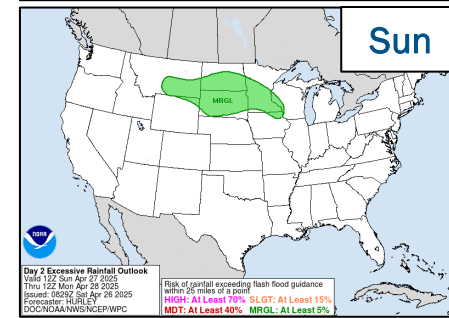 Sun
MRGL
NOAA
Day 2 Excessive Rainfall Outlook
Valid 12Z Sun Apr 27 2025
Thru 12Z Mon Apr 28 2025
Issued: 0829Z Sat Apr 26 2025
Forecaster: HURLEY
DOC/NOAA/NWS/NCEP/WPC
Risk of rainfall exceeding flash flood guidance
within 25 miles of a point
HIGH: At Least 70% SLGT: At Least 15%
MDT: At Least 40% MRGL: At Least 5%